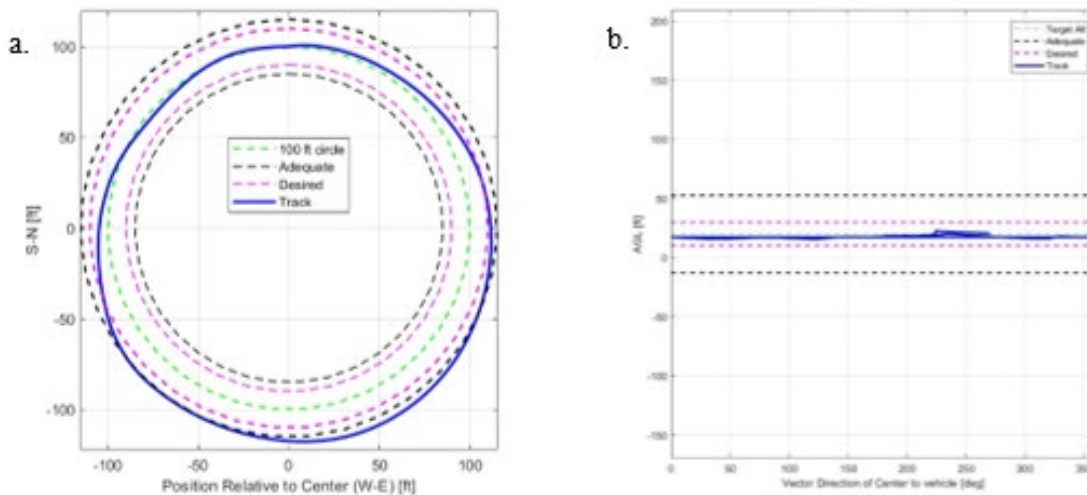 a.
100
50
0
-50
-100
S-N [ft]
100 ft circle
Adequate
Desired
Track
-100 -50 0 50 100
Position Relative to Center (W-E) [ft]
b.
200
150
100
50
0
-50
-100
-150
AGL [ft]
Target Alt
Adequate
Desired
Track
0 50 100 150 200 250 300 350
Vector Direction of Center to vehicle [deg]